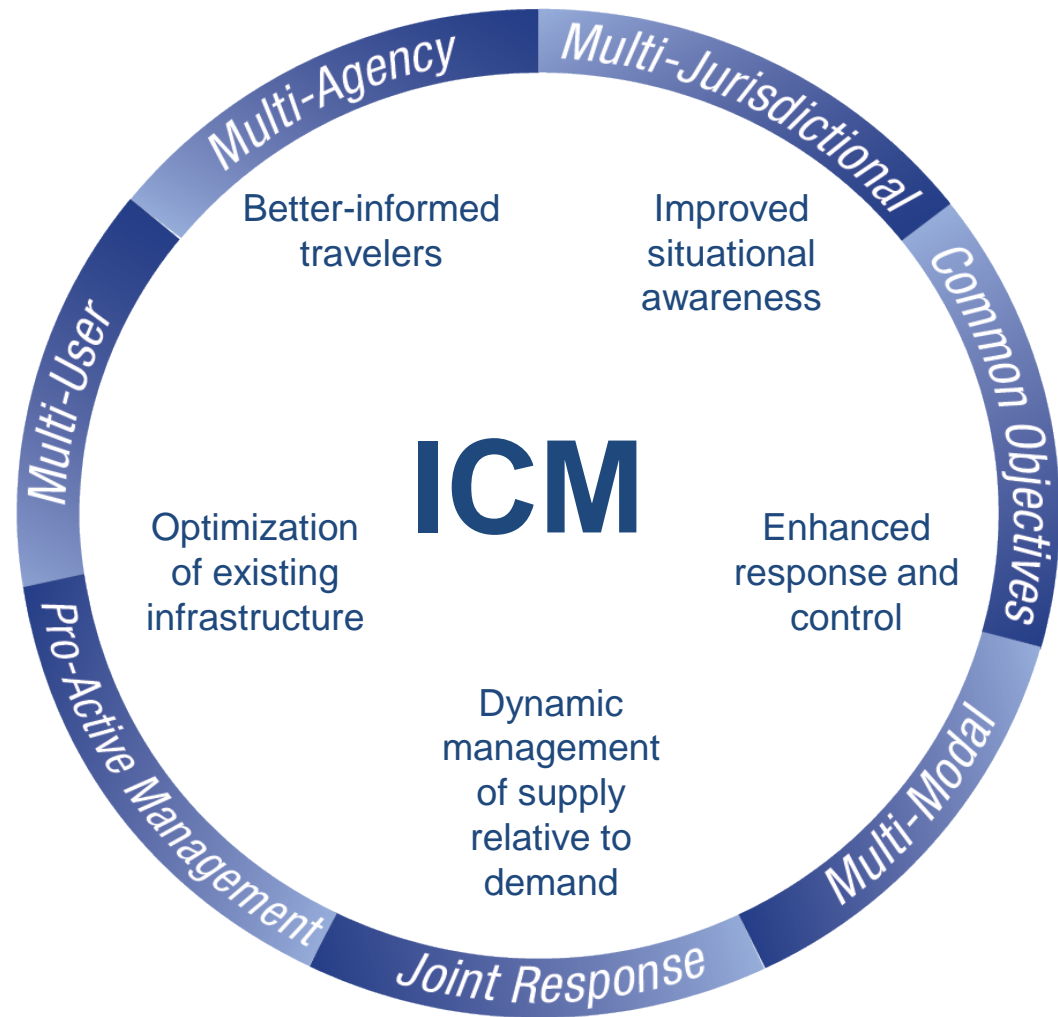 Multi-Agency
Multi-Jurisdictional
Common Objectives
Multi-Modal
Joint Response
Pro-Active Management
Multi-User
Better-informed
travelers
Improved
situational
awareness
ICM
Optimization
of existing
infrastructure
Enhanced
response and
control
Dynamic
management
of supply
relative to
demand